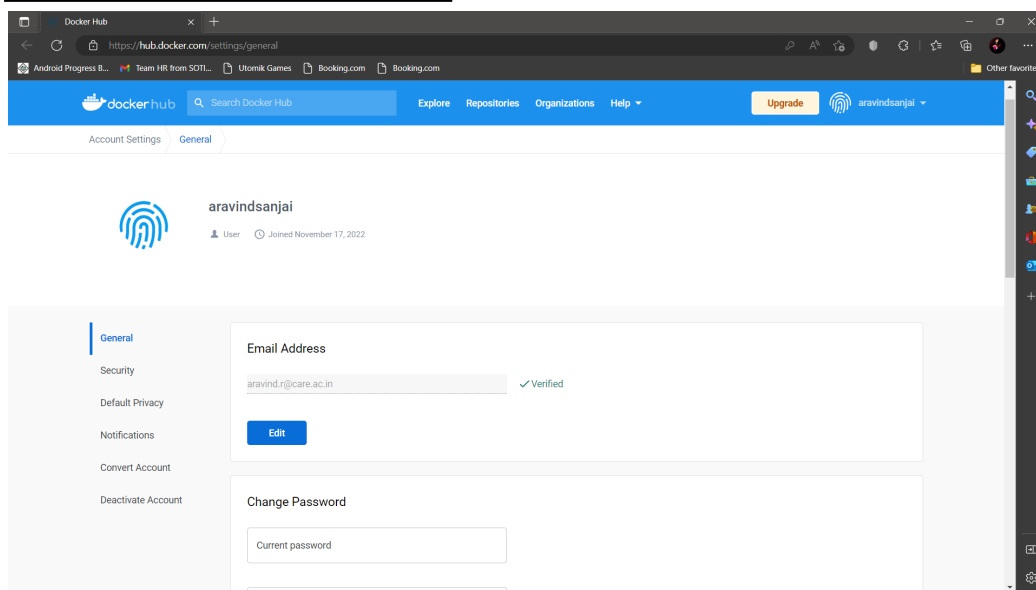 Docker Hub
https://hub.docker.com/settings/general
Android Progress B... Team HR from SOTI... Utomik Games Booking.com Booking.com Other favorite
dockerhub Search Docker Hub Explore Repositories Organizations Help Upgrade aravindsanjai
Account Settings General
aravindsanjai
User Joined November 17, 2022
General
Security
Default Privacy
Notifications
Convert Account
Deactivate Account
Email Address
aravind.r@care.ac.in Verified
Edit
Change Password
Current password